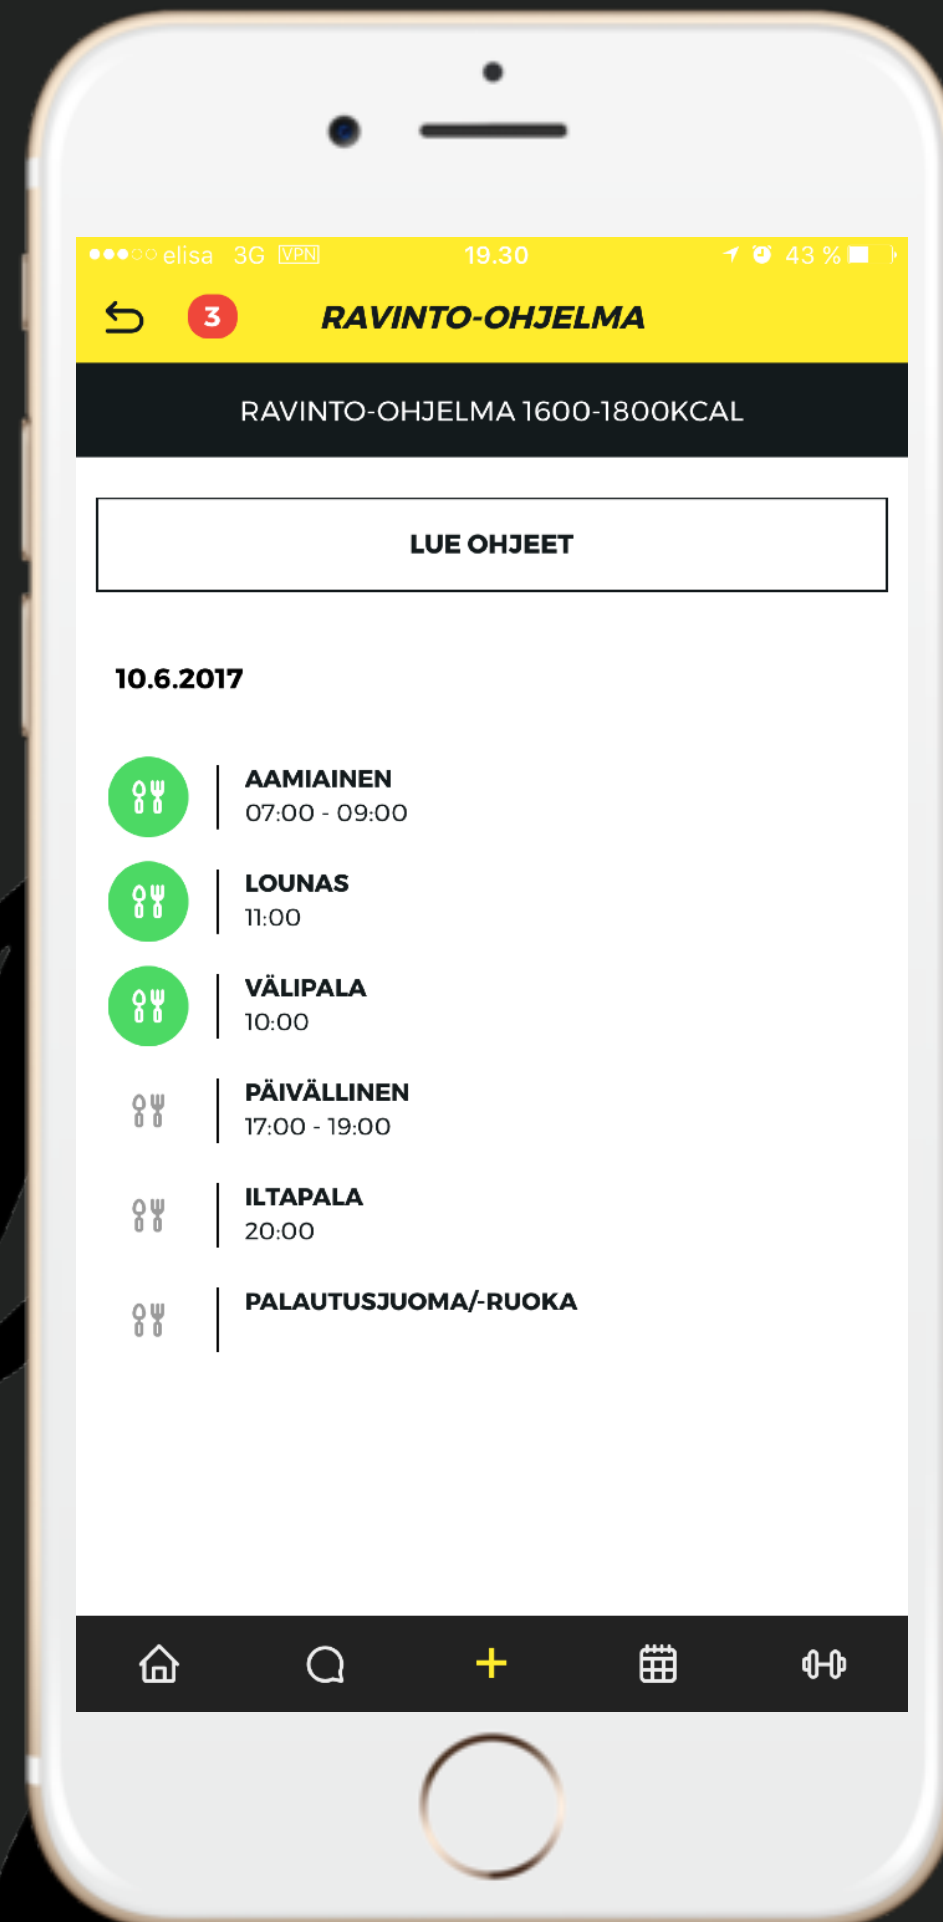 elisa 3G VPN 19.30 43 %
3 RAVINTO-OHJELMA
RAVINTO-OHJELMA 1600-1800KCAL
LUE OHJEET
10.6.2017
AAMIAINEN
07:00 - 09:00
LOUNAS
11:00
VÄLIPALA
10:00
PÄIVÄLLINEN
17:00 - 19:00
ILTAPALA
20:00
PALAUTUSJUOMA/-RUOKA